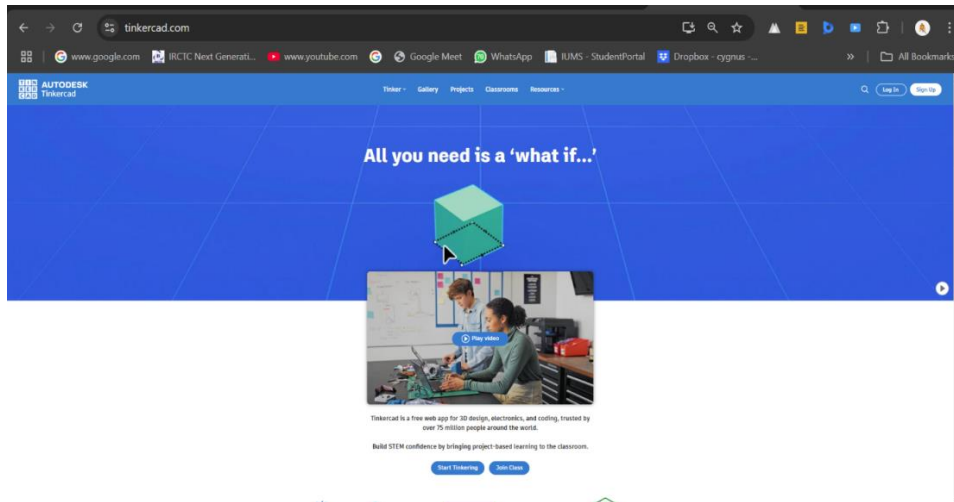 tinkercad.com
www.google.com IRCTC Next Generati... www.youtube.com Google Meet WhatsApp IUMS - StudentPortal Dropbox - cygnus -... » All Bookmarks
AUTODESK
Tinkercad
Tinker Gallery Projects Classrooms Resources Log In Sign Up
All you need is a ‘what if...’
Play video
Tinkercad is a free web app for 3D design, electronics, and coding, trusted by
over 75 million people around the world.
Build STEM confidence by bringing project-based learning to the classroom.
Start Tinkering Join Class